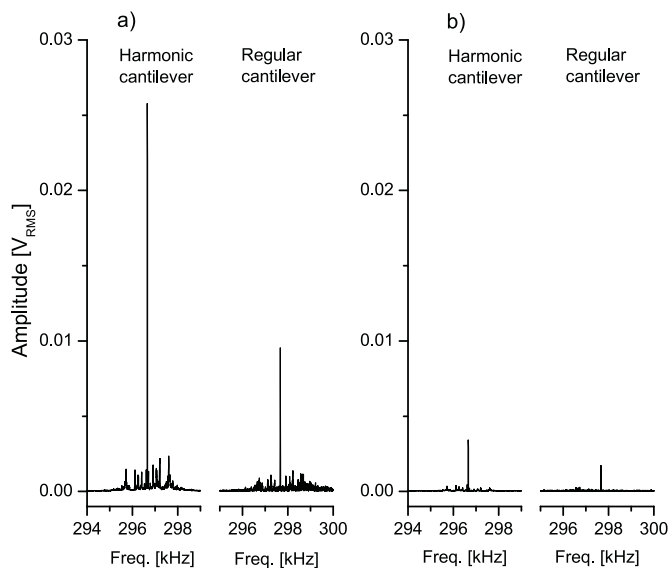 a)
b)
0.03
0.03
Harmonic
cantilever
Regular
cantilever
Harmonic
cantilever
Regular
cantilever
0.02
0.02
Amplitude [V_RMS]
0.01
0.01
0.00
0.00
294 296 298
296 298 300
294 296 298
296 298 300
Freq. [kHz]
Freq. [kHz]
Freq. [kHz]
Freq. [kHz]